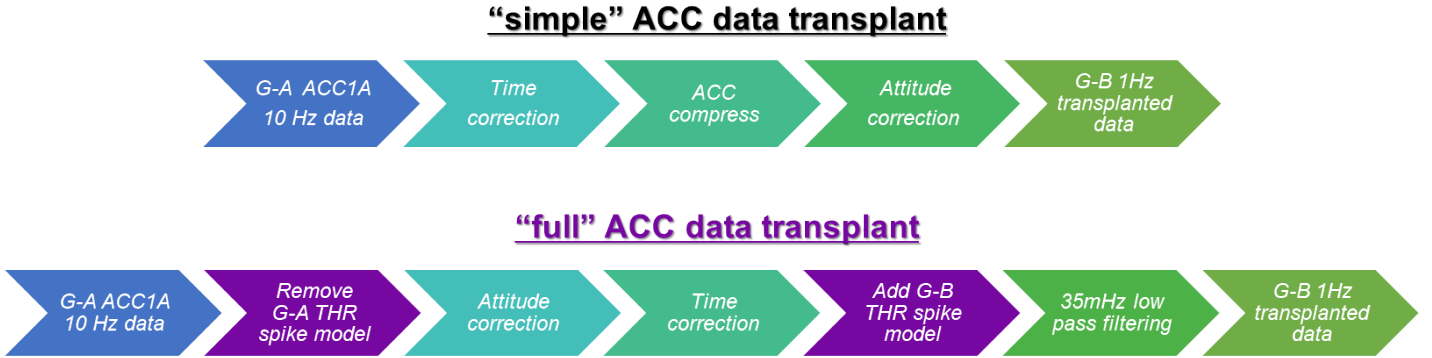 “simple” ACC data transplant
G-A ACC1A
10 Hz data
Time
correction
ACC
compress
Attitude
correction
G-B 1Hz
transplanted
data
“full” ACC data transplant
G-A ACC1A
10 Hz data
Remove
G-A THR
spike model
Attitude
correction
Time
correction
Add G-B
THR spike
model
35mHz low
pass filtering
G-B 1Hz
transplanted
data